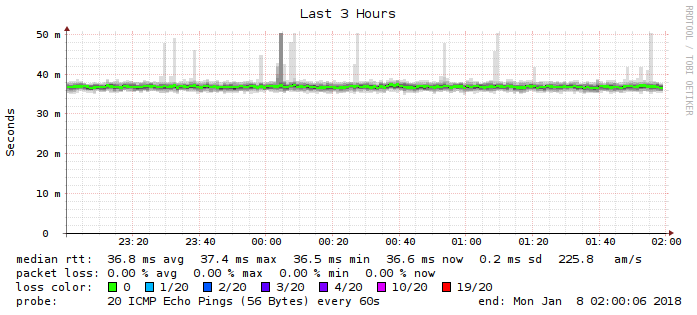 Last 3 Hours
RRDTOOL / TOBI OETIKER
Seconds
50 m
40 m
30 m
20 m
10 m
0
23:20 23:40 00:00 00:20 00:40 01:00 01:20 01:40 02:00
median rtt: 36.8 ms avg 37.4 ms max 36.5 ms min 36.6 ms now 0.2 ms sd 225.8 am/s
packet loss: 0.00 % avg 0.00 % max 0.00 % min 0.00 % now
loss color: 0 1/20 2/20 3/20 4/20 10/20 19/20
probe: 20 ICMP Echo Pings (56 Bytes) every 60s end: Mon Jan 8 02:00:06 2018